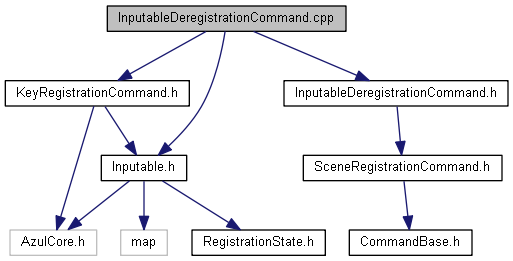 InputableDeregistrationCommand.cpp
KeyRegistrationCommand.h
InputableDeregistrationCommand.h
Inputable.h
SceneRegistrationCommand.h
AzulCore.h
map
RegistrationState.h
CommandBase.h